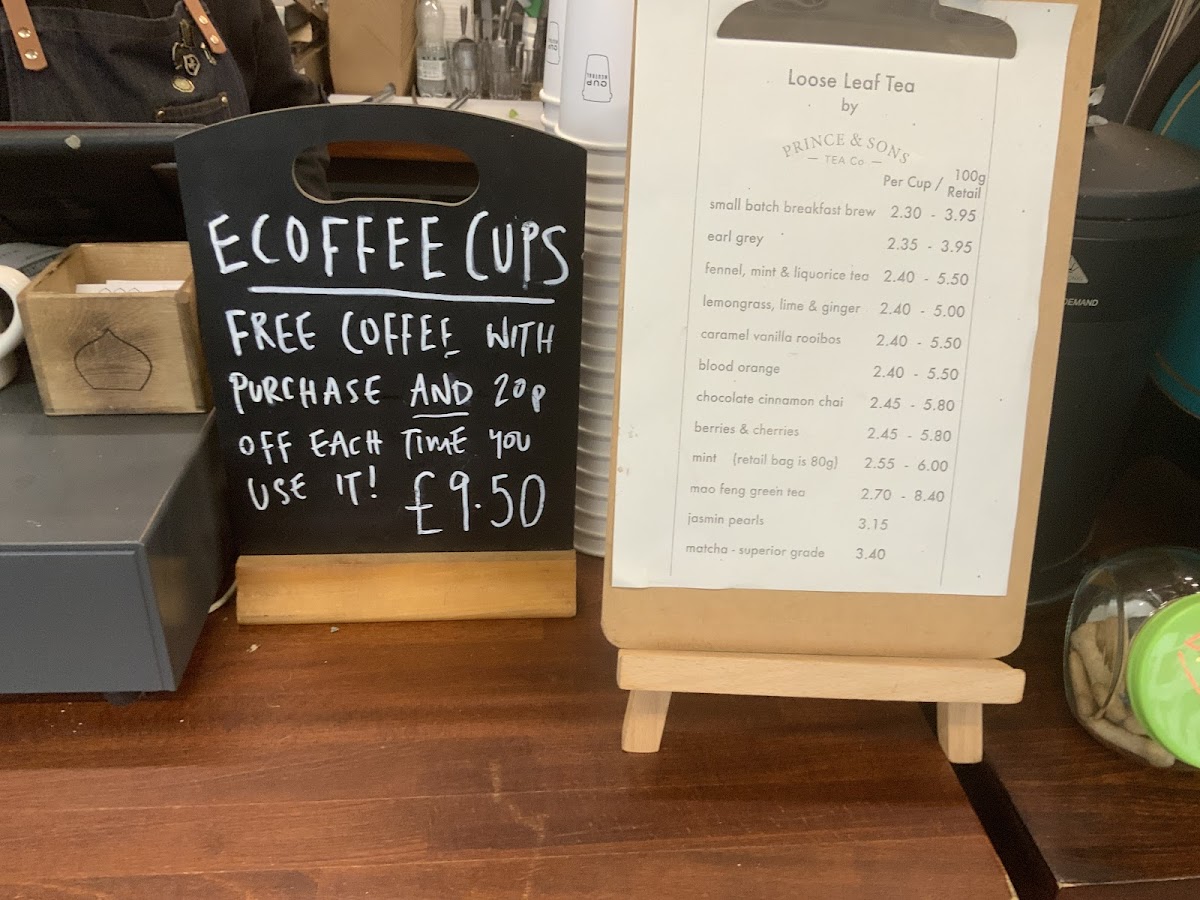 ECOFFEE CUPS
FREE COFFEE WITH
PURCHASE AND 20p
OFF EACH TIME YOU
USE IT! £9.50
CUP
NEUTRAL
Loose Leaf Tea
by
PRINCE & SONS
— TEA Co —
Per Cup / 100g Retail
small batch breakfast brew 2.30 - 3.95
earl grey 2.35 - 3.95
fennel, mint & liquorice tea 2.40 - 5.50
lemongrass, lime & ginger 2.40 - 5.00
caramel vanilla rooibos 2.40 - 5.50
blood orange 2.40 - 5.50
chocolate cinnamon chai 2.45 - 5.80
berries & cherries 2.45 - 5.80
mint (retail bag is 80g) 2.55 - 6.00
mao feng green tea 2.70 - 8.40
jasmin pearls 3.15
matcha - superior grade 3.40
DEMAND